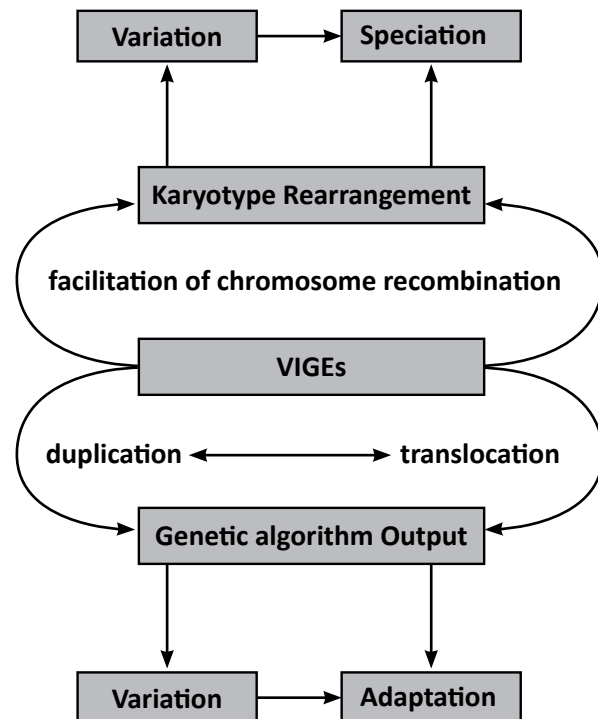 Variation
Speciation
Karyotype Rearrangement
facilitation of chromosome recombination
VIGEs
duplication
translocation
Genetic algorithm Output
Variation
Adaptation